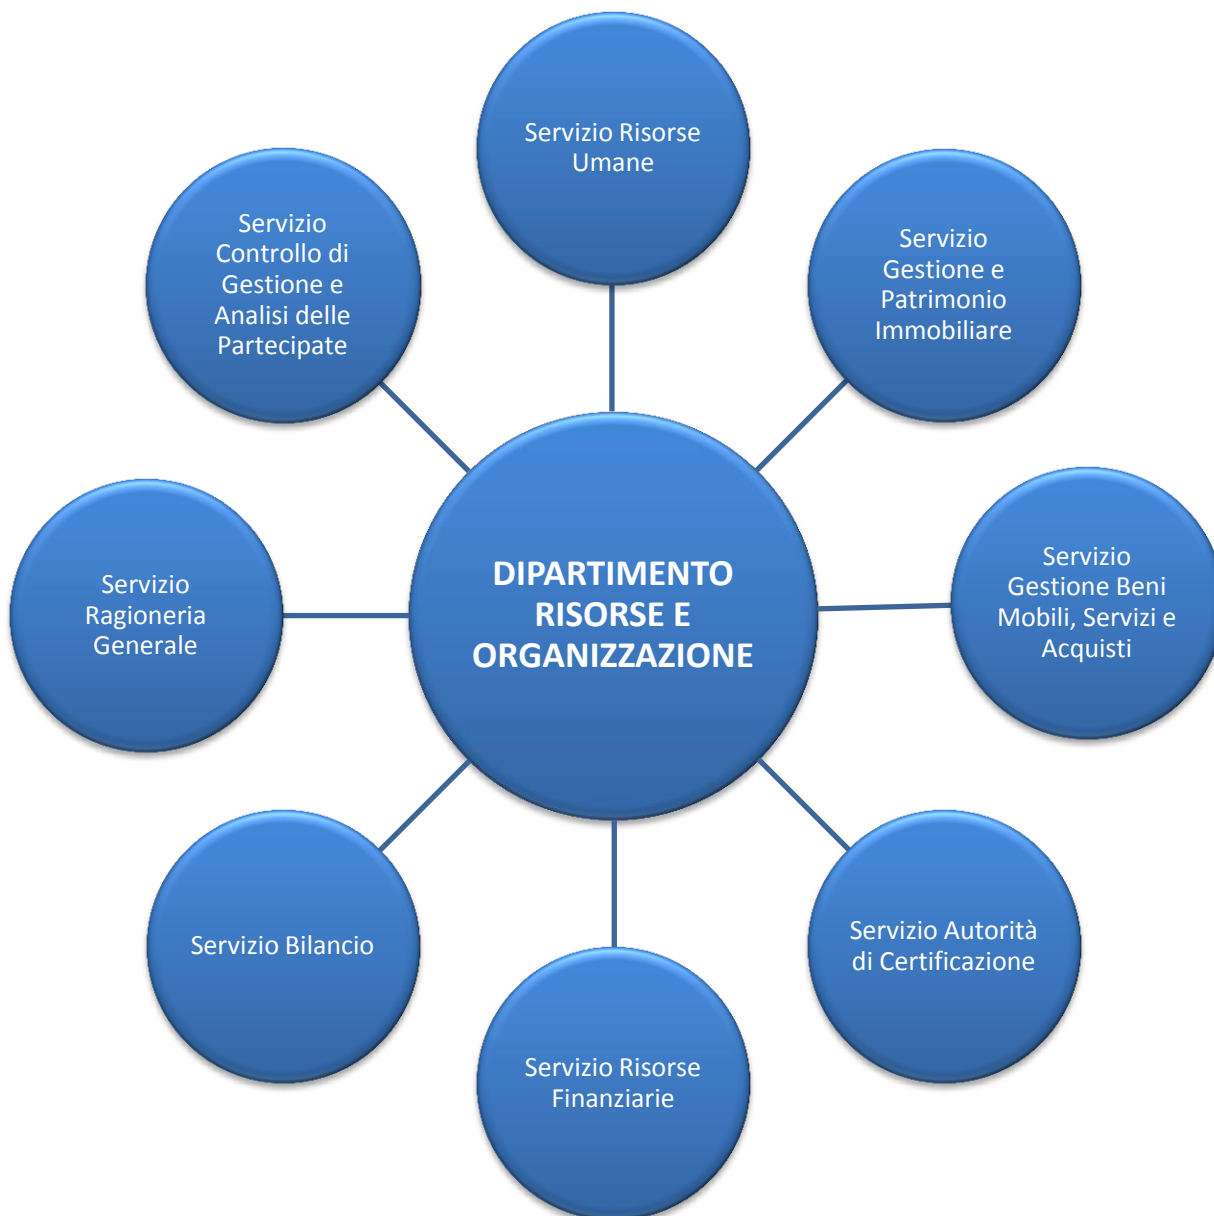 Servizio Risorse
Umane
Servizio
Controllo di
Gestione e
Analisi delle
Partecipate
Servizio
Gestione e
Patrimonio
Immobiliare
DIPARTIMENTO
RISORSE E
ORGANIZZAZIONE
Servizio
Ragioneria
Generale
Servizio
Gestione Beni
Mobili, Servizi e
Acquisti
Servizio Bilancio
Servizio Autorità
di Certificazione
Servizio Risorse
Finanziarie